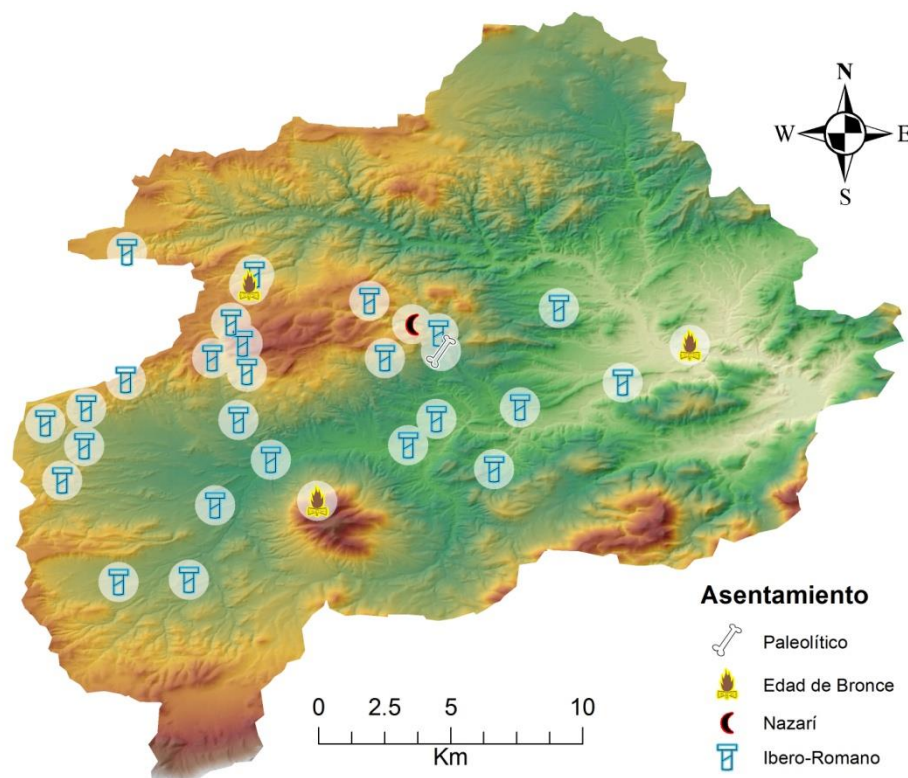 N
W E
S
Asentamiento
Paleolítico
Edad de Bronce
Nazarí
Ibero-Romano
0 2.5 5 10
Km